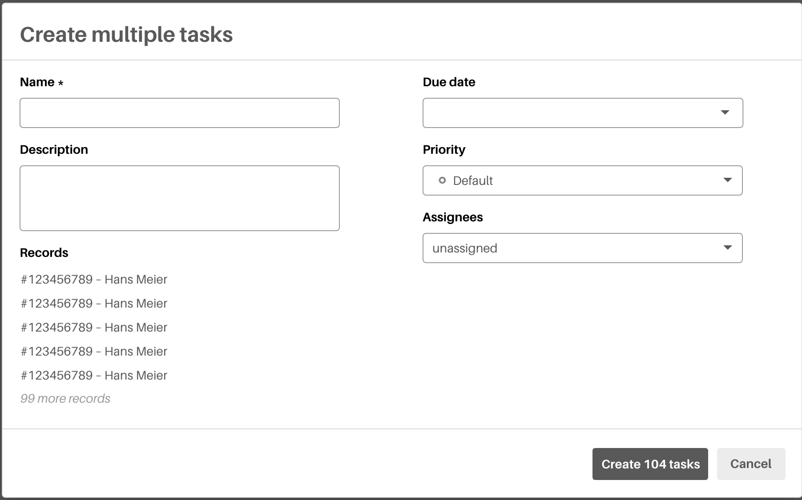 Create multiple tasks
Name *
Description
Records
#123456789 – Hans Meier
#123456789 – Hans Meier
#123456789 – Hans Meier
#123456789 – Hans Meier
#123456789 – Hans Meier
99 more records
Due date
Priority
Default
Assignees
unassigned
Create 104 tasks
Cancel